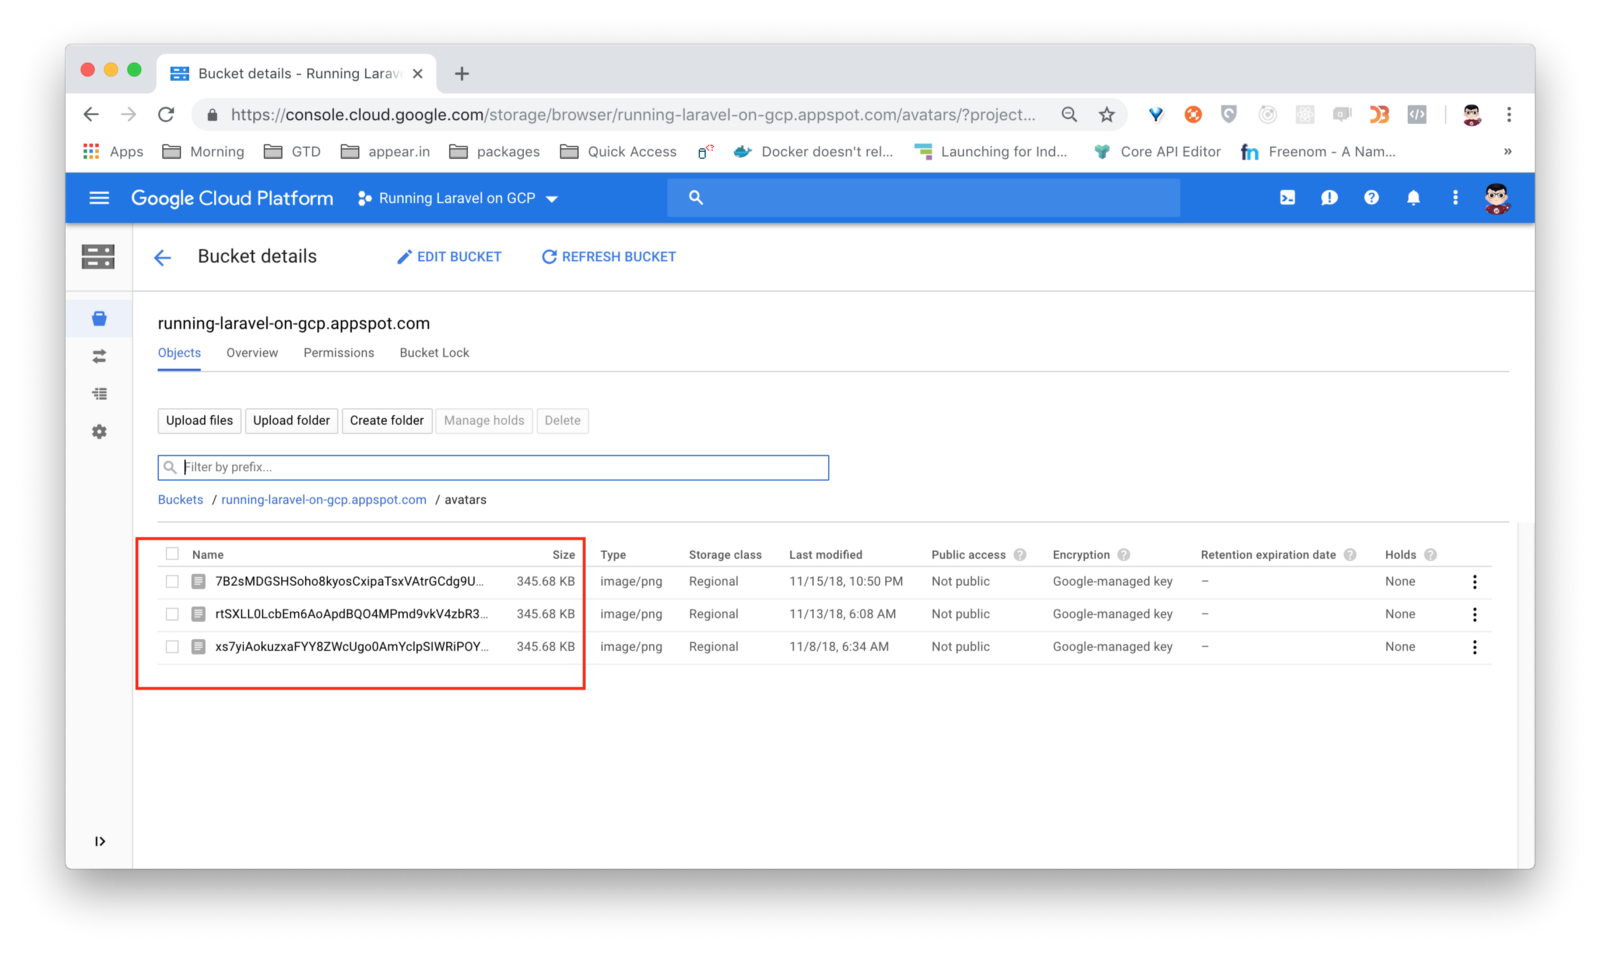 Bucket details - Running Larav
https://console.cloud.google.com/storage/browser/running-laravel-on-gcp.appspot.com/avatars/?project...
Apps Morning GTD appear.in packages Quick Access Docker doesn't rel... Launching for Ind... Core API Editor Freenom - A Nam... »
Google Cloud Platform Running Laravel on GCP
Bucket details EDIT BUCKET REFRESH BUCKET
running-laravel-on-gcp.appspot.com
Objects Overview Permissions Bucket Lock
Upload files Upload folder Create folder Manage holds Delete
Filter by prefix...
Buckets / running-laravel-on-gcp.appspot.com / avatars
Name Size Type Storage class Last modified Public access Encryption Retention expiration date Holds
7B2sMDGSHSoho8kyosCxipaTsxVAtrGCdg9U... 345.68 KB image/png Regional 11/15/18, 10:50 PM Not public Google-managed key – None
rtSXLL0LcbEm6AoApdBQO4MPmd9vkV4zbR3... 345.68 KB image/png Regional 11/13/18, 6:08 AM Not public Google-managed key – None
xs7yiAokuzxaFYY8ZWcUgo0AmYclpSIWRiPOY... 345.68 KB image/png Regional 11/8/18, 6:34 AM Not public Google-managed key – None